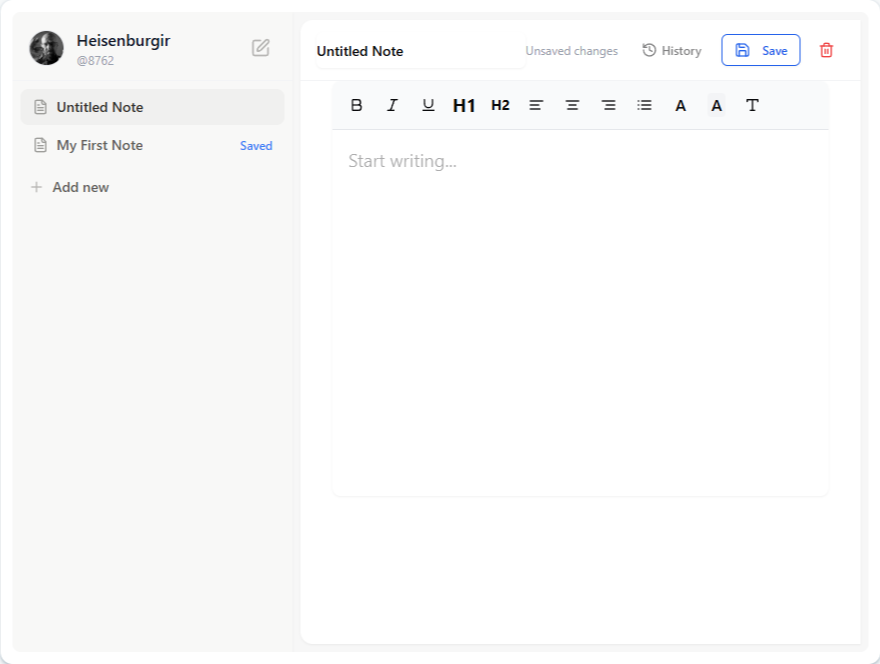 Heisenburgir
@8762
Untitled Note
My First Note Saved
Add new
Untitled Note Unsaved changes History Save
B I U H1 H2 A A T
Start writing...